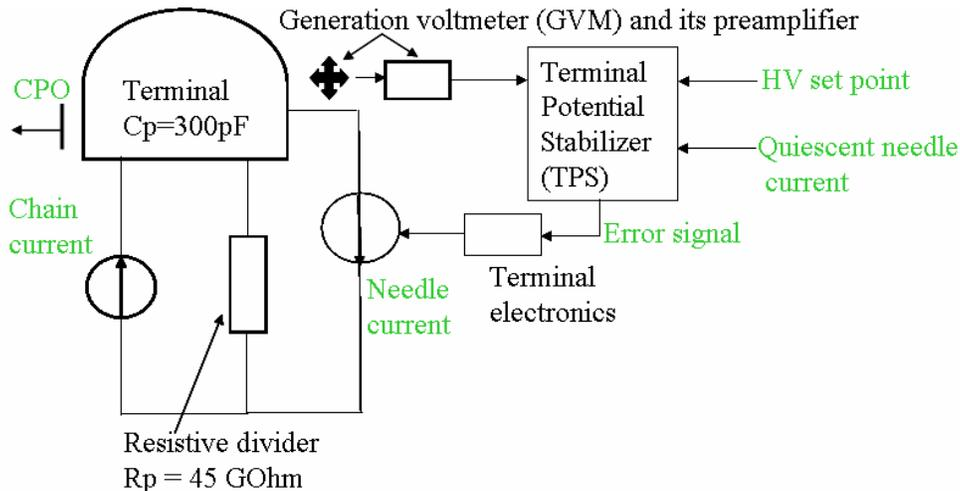 Generation voltmeter (GVM) and its preamplifier
CPO
Terminal
Cp=300pF
Terminal
Potential
Stabilizer
(TPS)
HV set point
Quiescent needle
current
Chain
current
Error signal
Needle
current
Terminal
electronics
Resistive divider
Rp = 45 GOhm